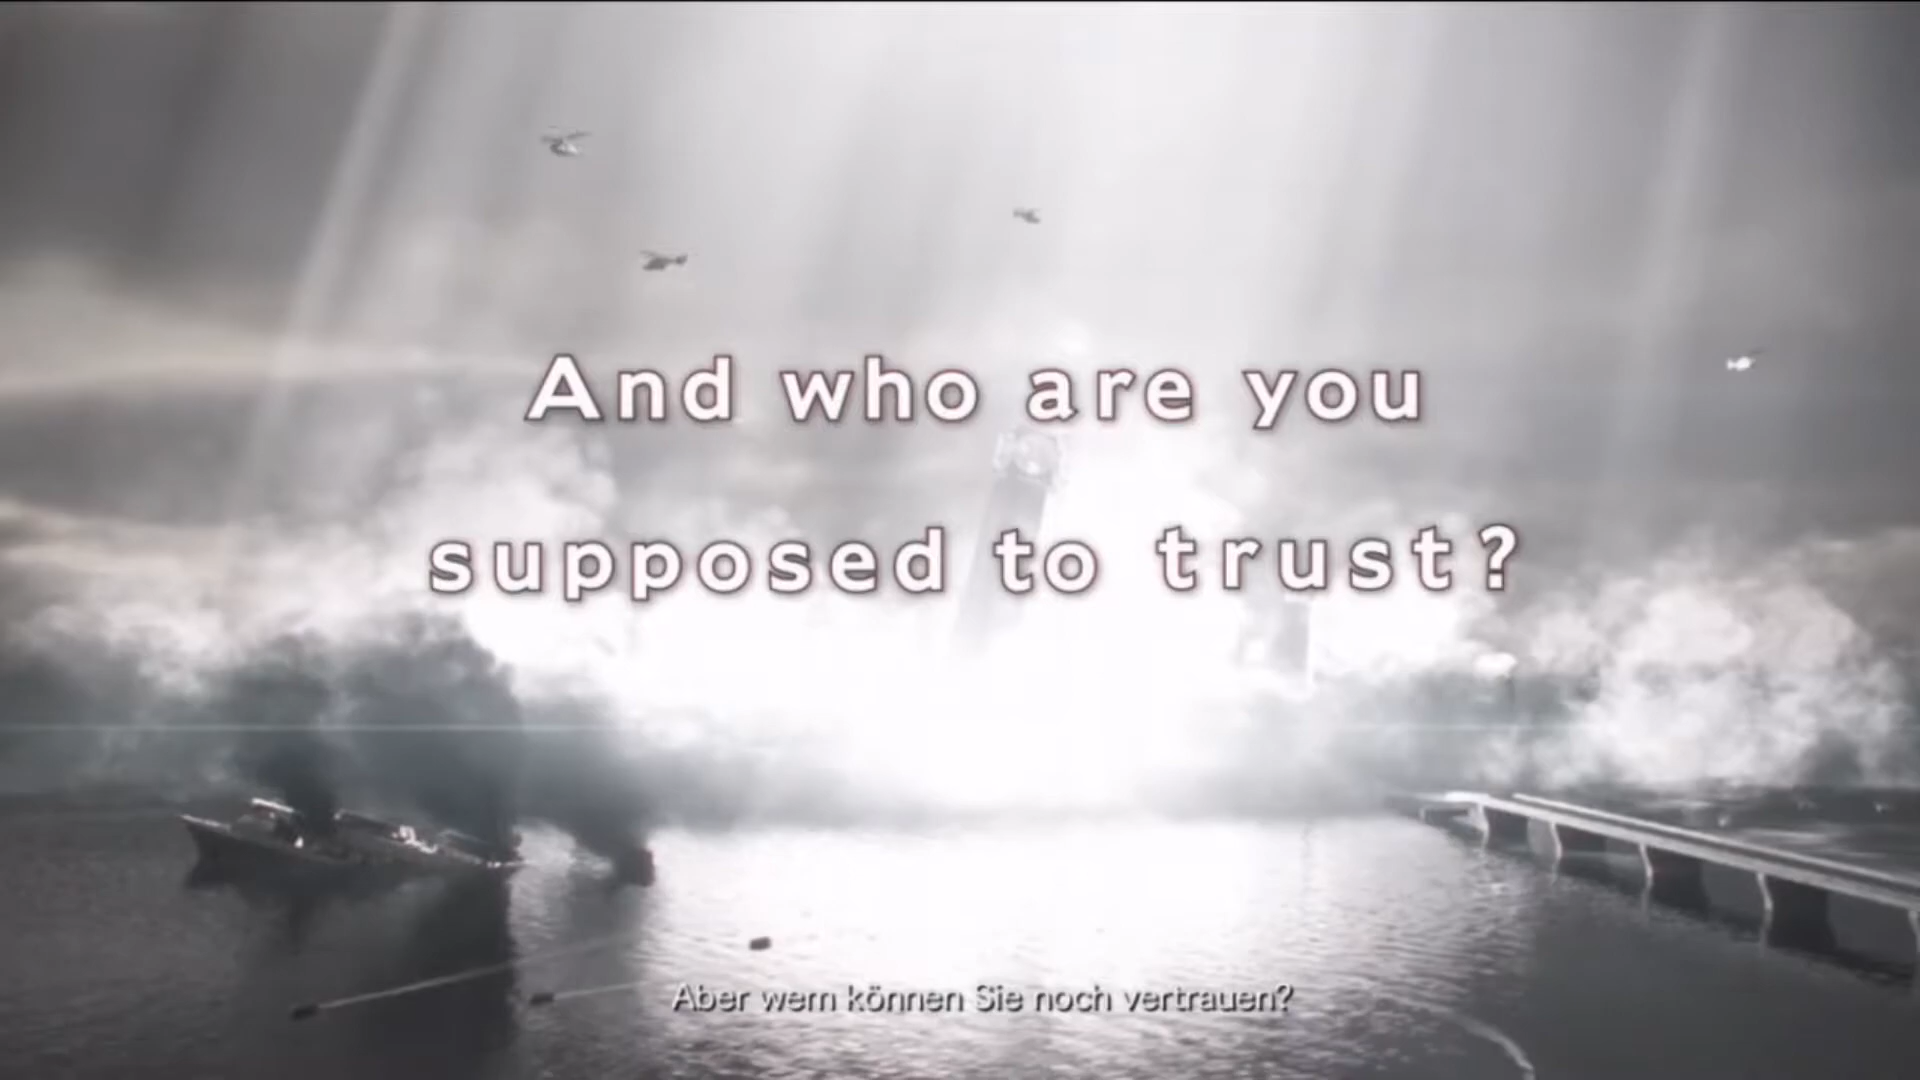 And who are you
supposed to trust?
Aber wem können Sie noch vertrauen?